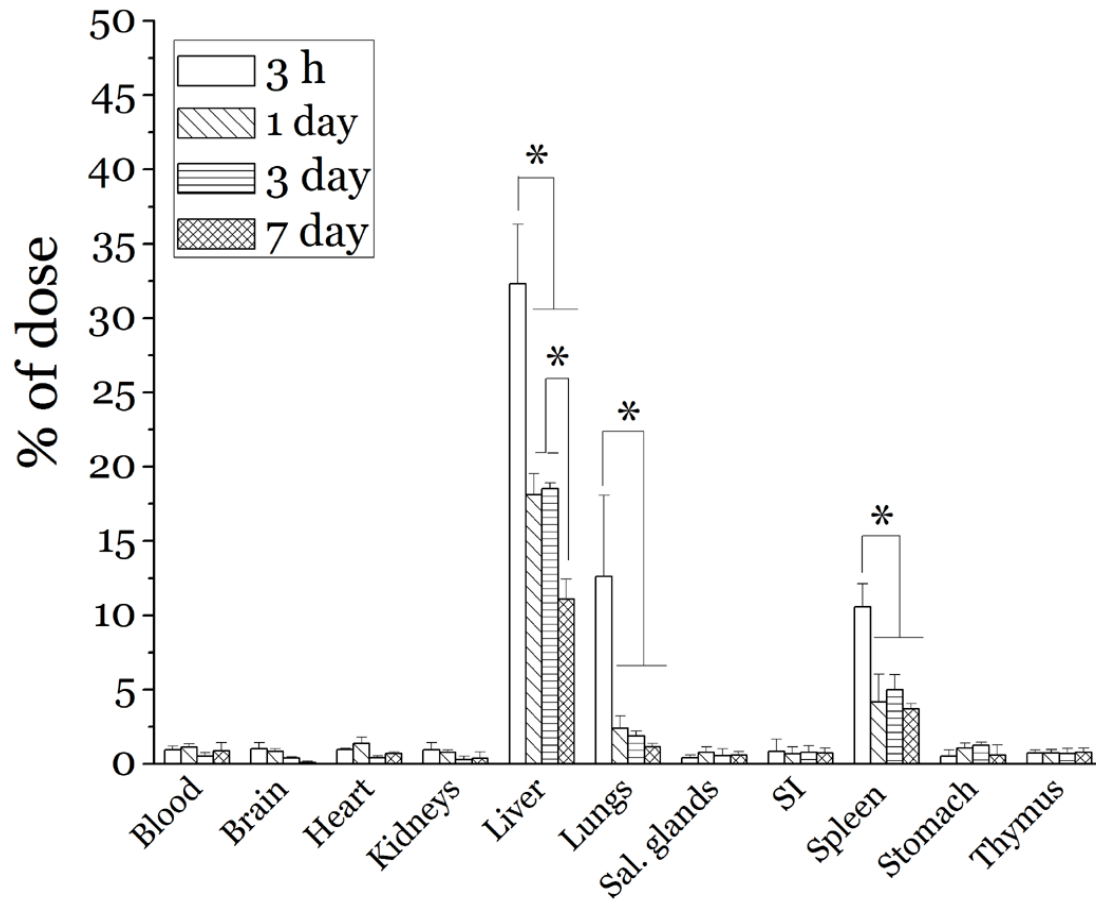 50
45
40
35
30
25
20
15
10
5
0
% of dose
3 h
1 day
3 day
7 day
*
*
*
*
Blood
Brain
Heart
Kidneys
Liver
Lungs
Sal. glands
SI
Spleen
Stomach
Thymus